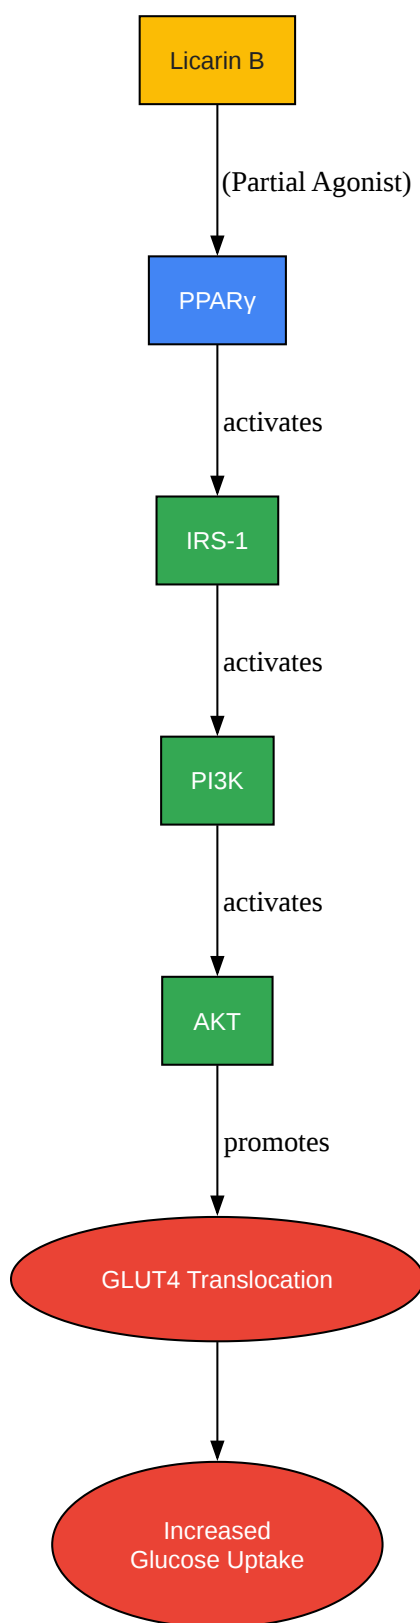 Licarin B
(Partial Agonist)
PPARγ
activates
IRS-1
activates
PI3K
activates
AKT
promotes
GLUT4 Translocation
Increased
Glucose Uptake